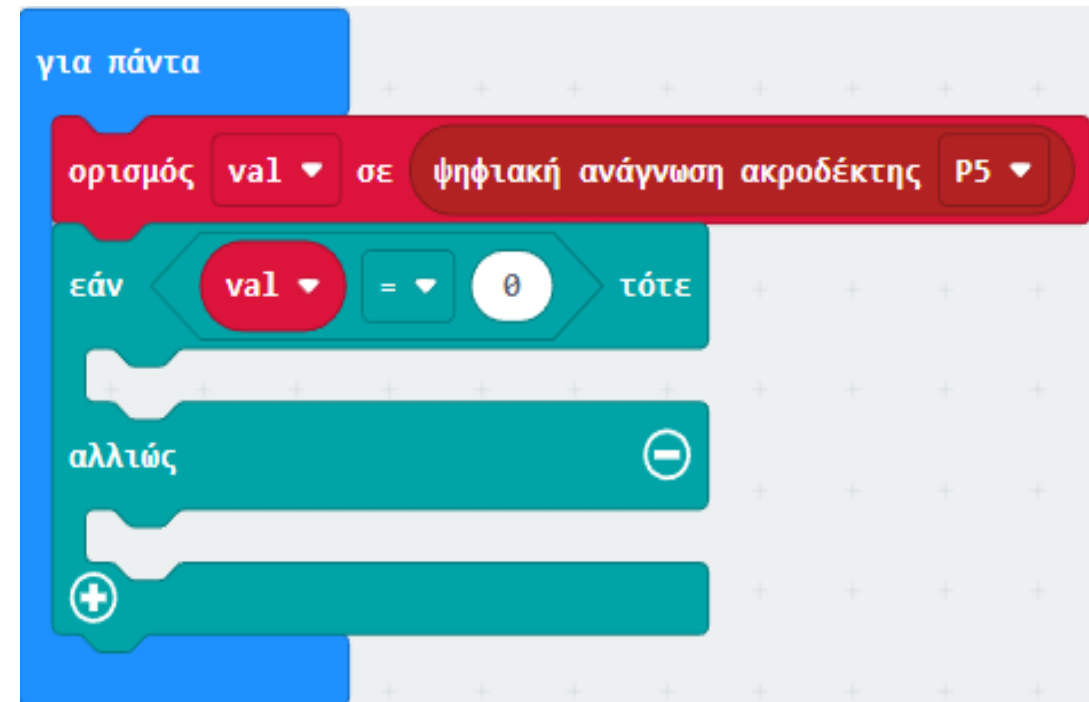 για πάντα
ορισμός val σε ψηφιακή ανάγνωση ακροδέκτης P5
εάν val = 0 τότε
αλλιώς